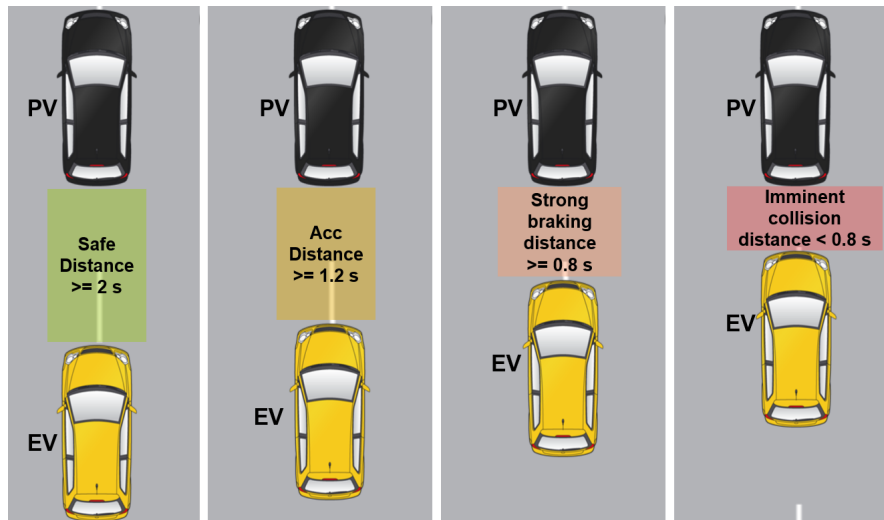 PV
Safe
Distance
>= 2 s
EV
PV
Acc
Distance
>= 1.2 s
EV
PV
Strong
braking
distance
>= 0.8 s
EV
PV
Imminent
collision
distance < 0.8 s
EV